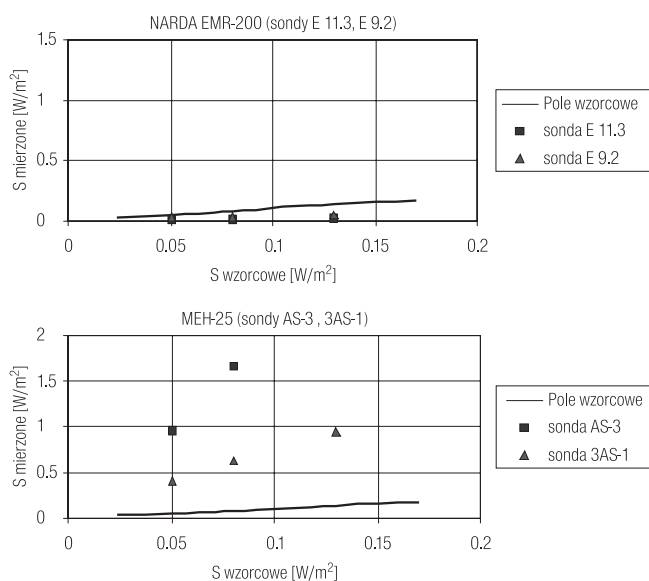 NARDA EMR-200 (sondy E 11.3, E 9.2)
1.5
1
0.5
0
S mierzone [W/m²]
0 0.05 0.1 0.15 0.2
S wzorcowe [W/m²]
Pole wzorcowe
sonda E 11.3
sonda E 9.2
MEH-25 (sondy AS-3 , 3AS-1)
2
1.5
1
0.5
0
S mierzone [W/m²]
0 0.05 0.1 0.15 0.2
S wzorcowe [W/m²]
Pole wzorcowe
sonda AS-3
sonda 3AS-1